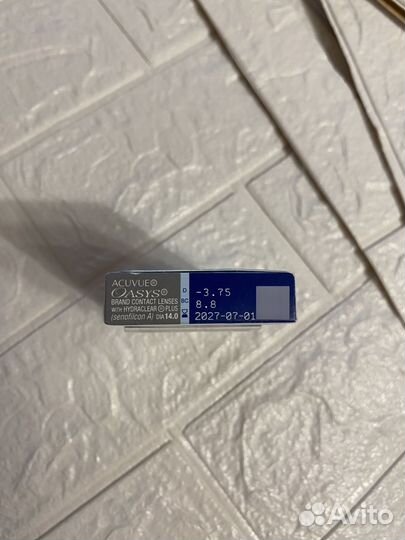 ACUVUE®
OASYS®
BRAND CONTACT LENSES
WITH HYDRACLEAR® PLUS
(senofilcon A) DIA 14.0
D -3.75
BC 8.8
2027-07-01
Avito